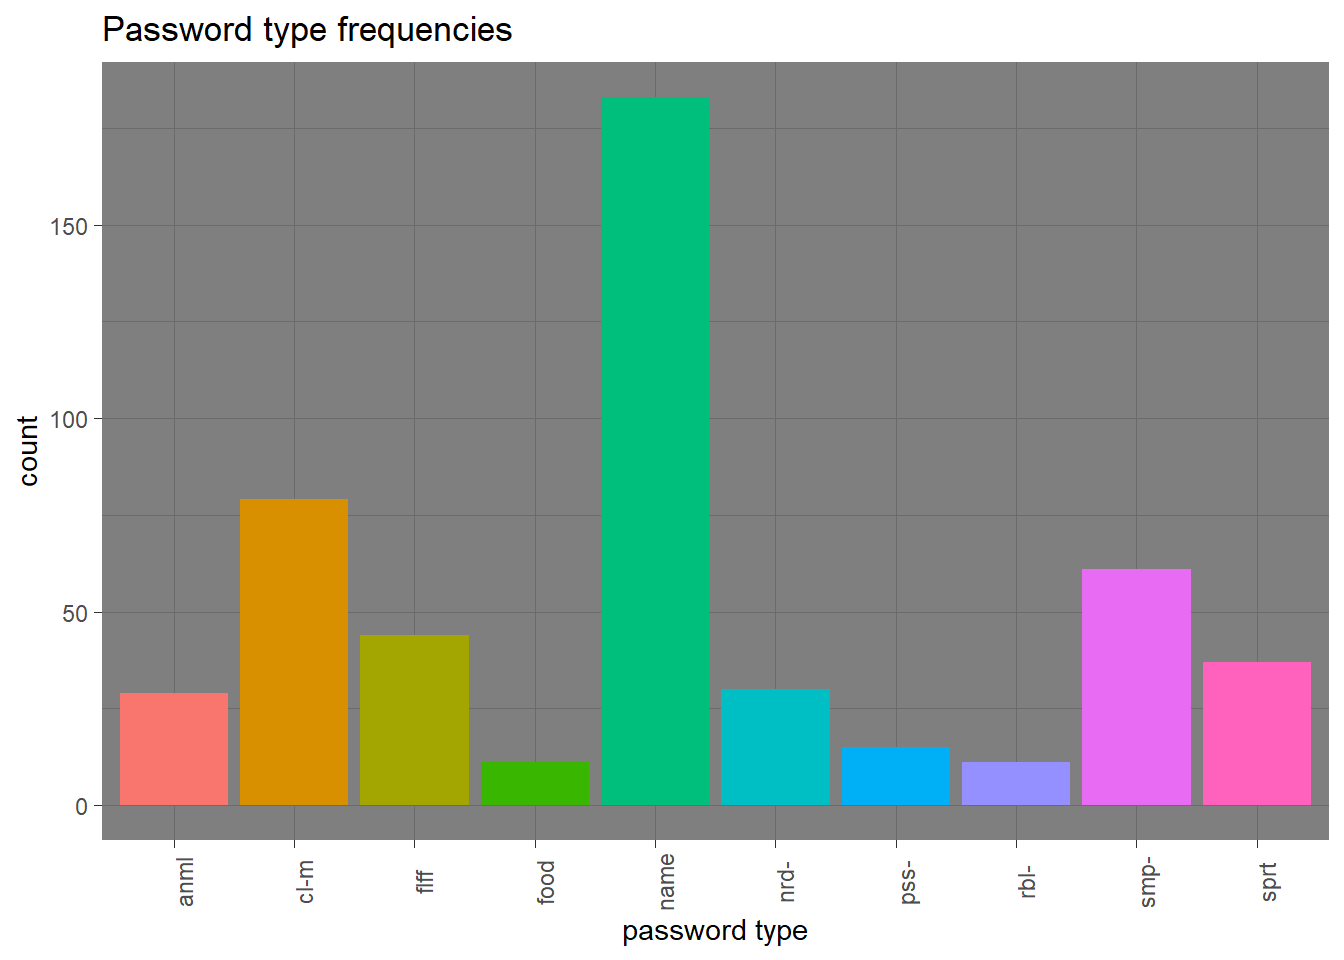 Password type frequencies
150
100
50
0
count
anml
cl-m
flff
food
name
nrd-
pss-
rbl-
smp-
sprt
password type